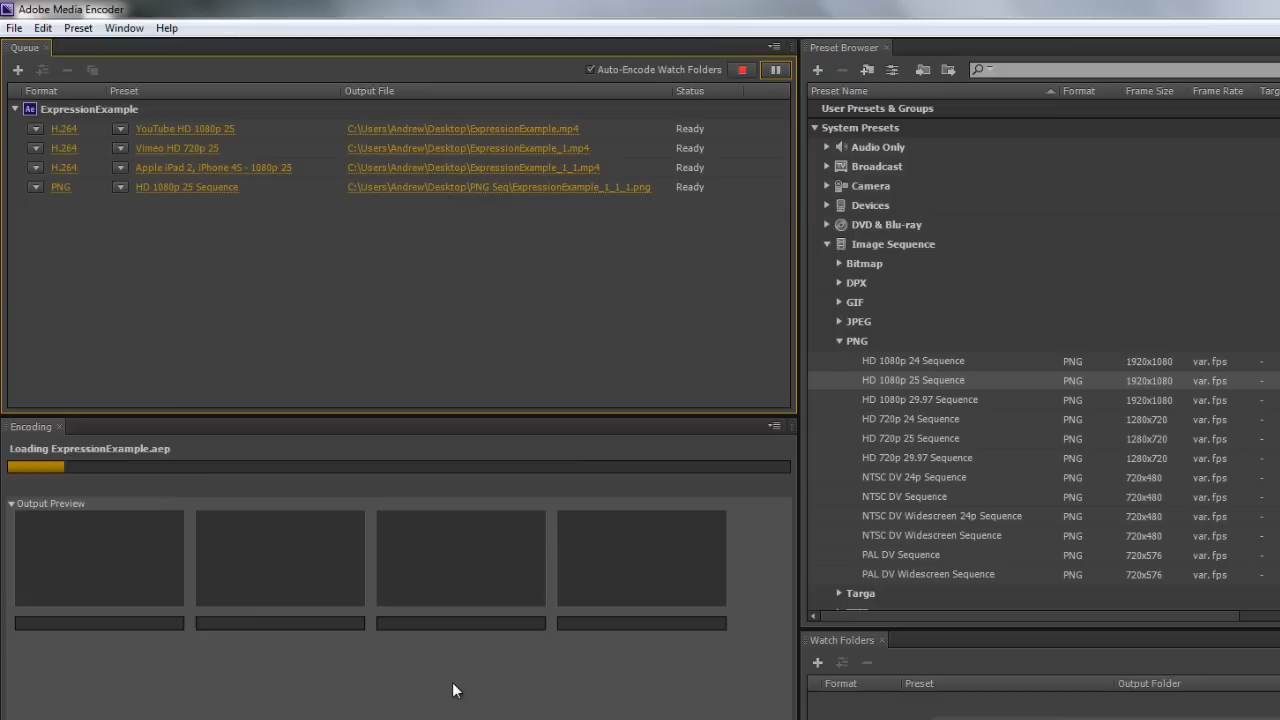 Adobe Media Encoder
File Edit Preset Window Help
Queue
Auto-Encode Watch Folders
Format Preset Output File Status
Ae ExpressionExample
H.264 YouTube HD 1080p 25 C:\Users\Andrew\Desktop\ExpressionExample.mp4 Ready
H.264 Vimeo HD 720p 25 C:\Users\Andrew\Desktop\ExpressionExample_1.mp4 Ready
H.264 Apple iPad 2, iPhone 4S - 1080p 25 C:\Users\Andrew\Desktop\ExpressionExample_1_1.mp4 Ready
PNG HD 1080p 25 Sequence C:\Users\Andrew\Desktop\PNG Seq\ExpressionExample_1_1_1.png Ready
Encoding
Loading ExpressionExample.aep
Output Preview
Preset Browser
Preset Name Format Frame Size Frame Rate Targ
User Presets & Groups
System Presets
Audio Only
Broadcast
Camera
Devices
DVD & Blu-ray
Image Sequence
Bitmap
DPX
GIF
JPEG
PNG
HD 1080p 24 Sequence PNG 1920x1080 var. fps -
HD 1080p 25 Sequence PNG 1920x1080 var. fps -
HD 1080p 29.97 Sequence PNG 1920x1080 var. fps -
HD 720p 24 Sequence PNG 1280x720 var. fps -
HD 720p 25 Sequence PNG 1280x720 var. fps -
HD 720p 29.97 Sequence PNG 1280x720 var. fps -
NTSC DV 24p Sequence PNG 720x480 var. fps -
NTSC DV Sequence PNG 720x480 var. fps -
NTSC DV Widescreen 24p Sequence PNG 720x480 var. fps -
NTSC DV Widescreen Sequence PNG 720x480 var. fps -
PAL DV Sequence PNG 720x576 var. fps -
PAL DV Widescreen Sequence PNG 720x576 var. fps -
Targa
Watch Folders
Format Preset Output Folder